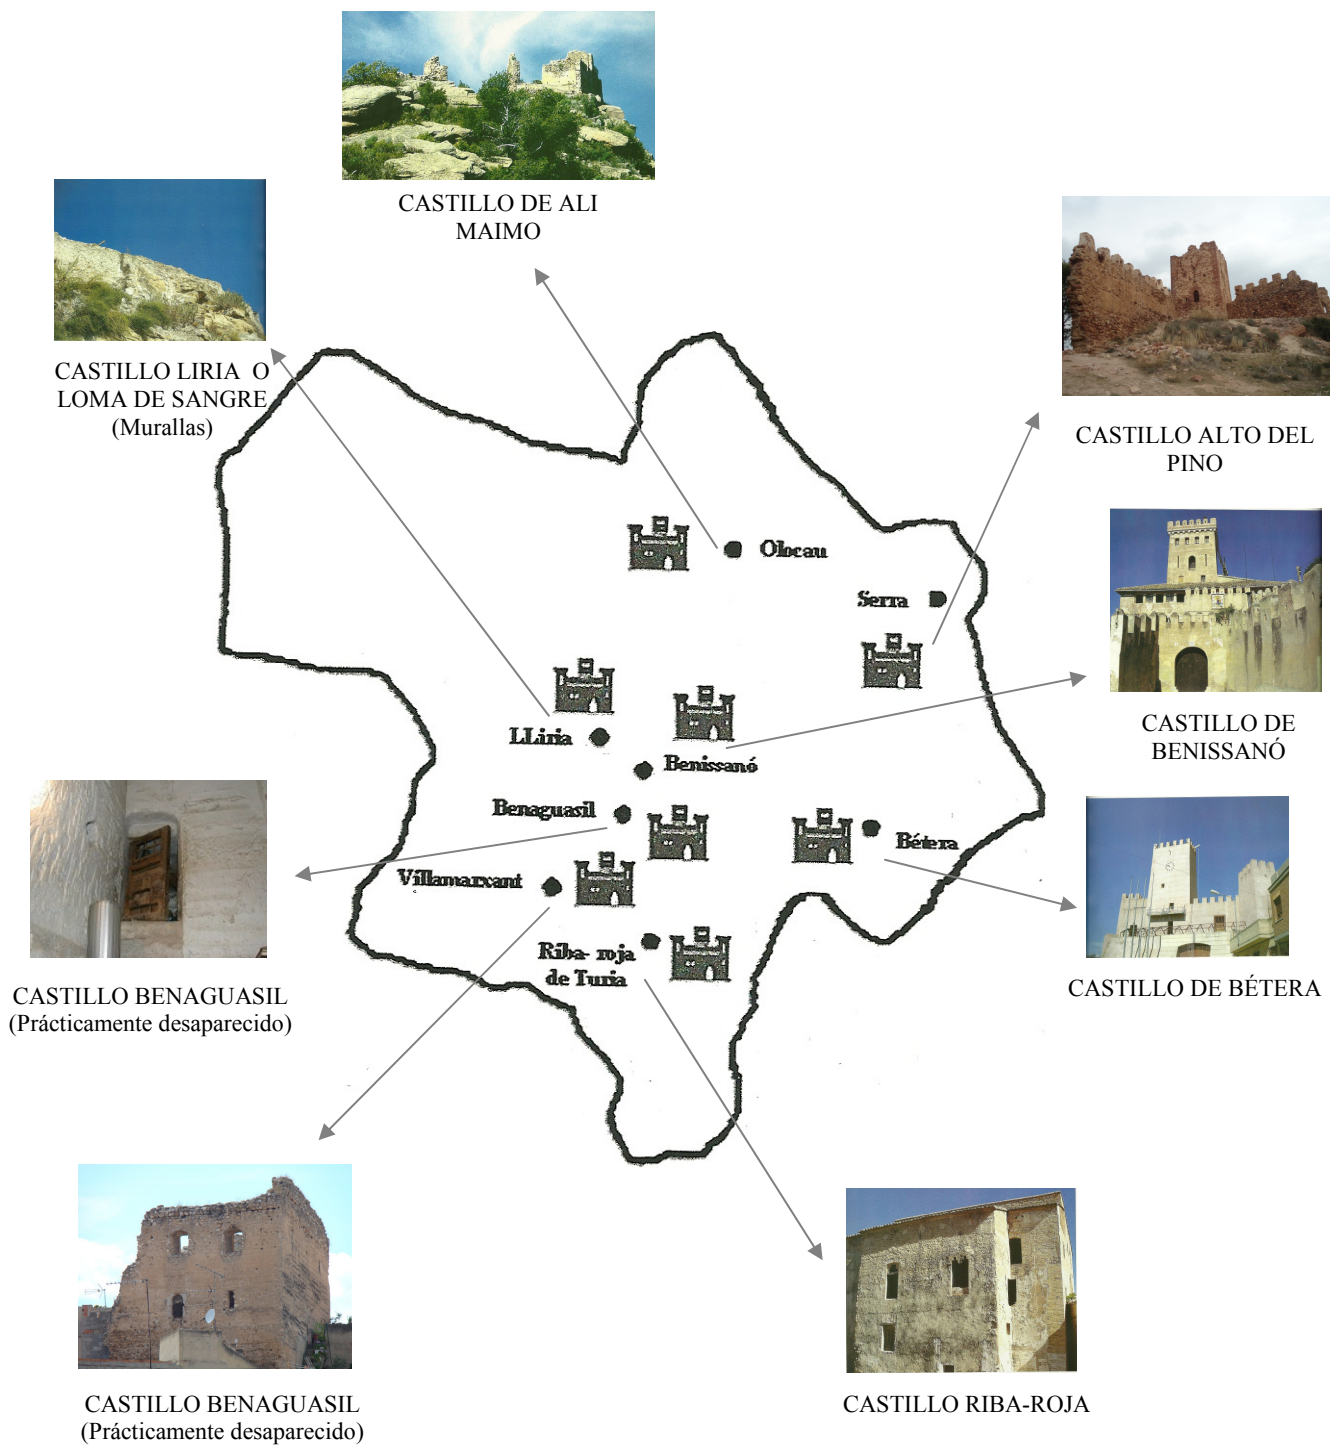 CASTILLO DE ALI
MAIMO
CASTILLO LIRIA O
LOMA DE SANGRE
(Murallas)
CASTILLO ALTO DEL
PINO
Olocau
Serra
LLiria
Benissanó
CASTILLO DE
BENISSANÓ
Benaguasil
Bétera
Villamarxant
Riba- roja
de Turia
CASTILLO BENAGUASIL
(Prácticamente desaparecido)
CASTILLO DE BÉTERA
CASTILLO BENAGUASIL
(Prácticamente desaparecido)
CASTILLO RIBA-ROJA